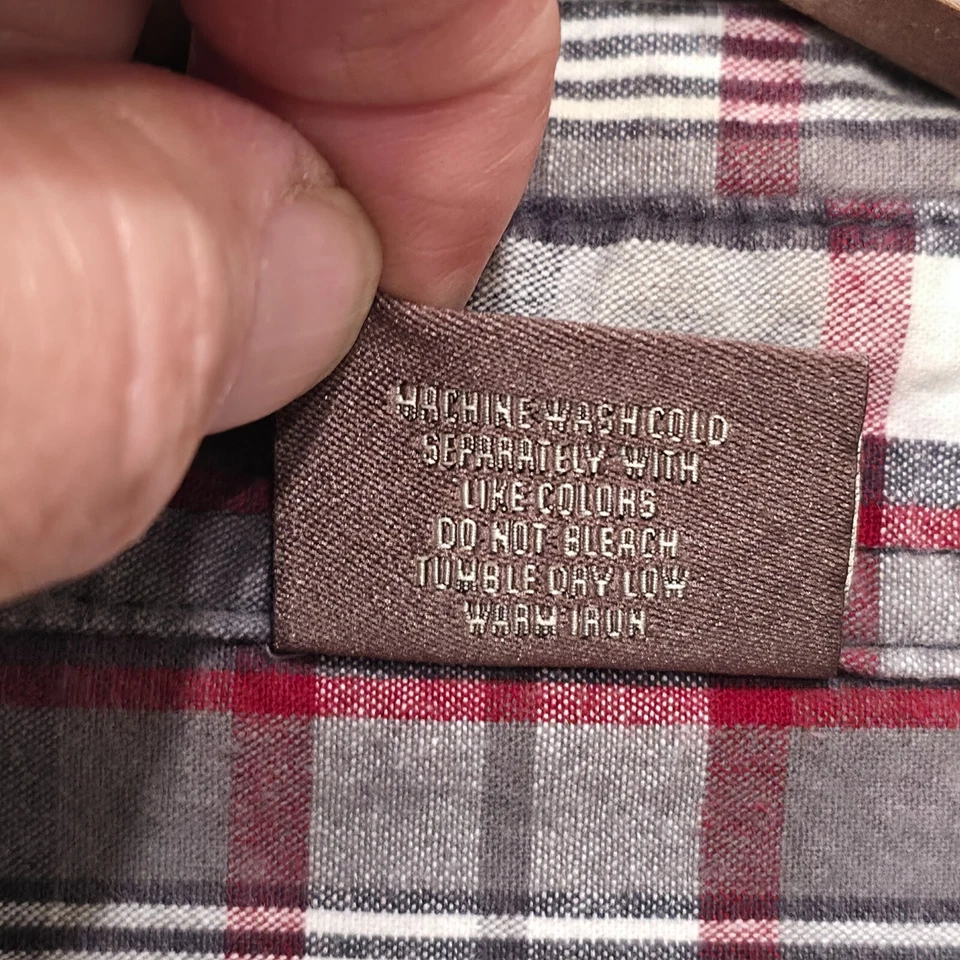 MACHINE WASH COLD
SEPARATELY WITH
LIKE COLORS
DO NOT BLEACH
TUMBLE DRY LOW
WARM IRON